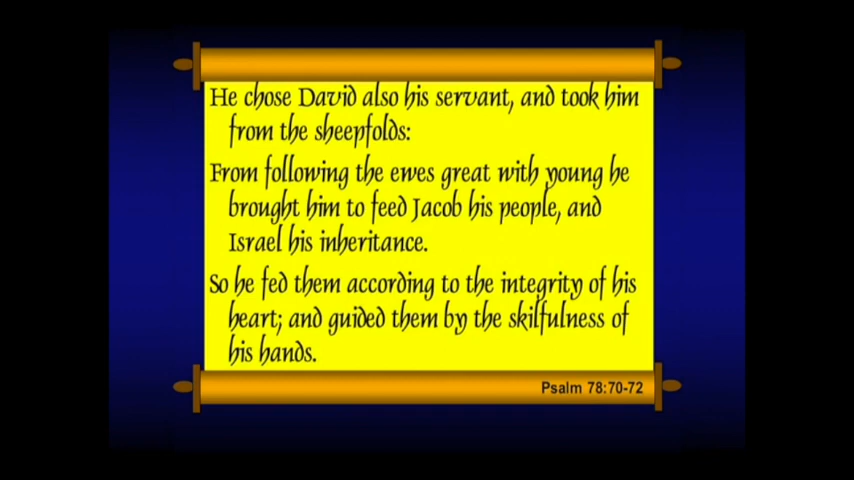 He chose David also his servant, and took him
from the sheepfolds:
From following the ewes great with young he
brought him to feed Jacob his people, and
Israel his inheritance.
So he fed them according to the integrity of his
heart; and guided them by the skilfulness of
his hands.
Psalm 78:70-72